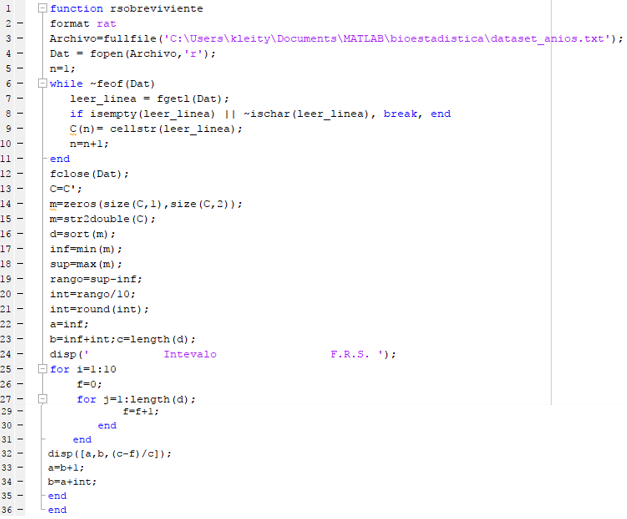 1 function rsobreviviente
2 format rat
3 Archivo=fullfile('C:\Users\kleity\Documents\MATLAB\bioestadistica\dataset_anios.txt');
4 Dat = fopen(Archivo,'r');
5 n=1;
6 while ~feof(Dat)
7 leer_linea = fgetl(Dat);
8 if isempty(leer_linea) || ~ischar(leer_linea), break, end
9 C(n)= cellstr(leer_linea);
10 n=n+1;
11 end
12 fclose(Dat);
13 C=C';
14 m=zeros(size(C,1),size(C,2));
15 m=str2double(C);
16 d=sort(m);
17 inf=min(m);
18 sup=max(m);
19 rango=sup-inf;
20 int=rango/10;
21 int=round(int);
22 a=inf;
23 b=inf+int;c=length(d);
24 disp(' Intevalo F.R.S. ');
25 for i=1:10
26 f=0;
27 for j=1:length(d);
29 f=f+1;
30 end
31 end
32 disp([a,b,(c-f)/c]);
33 a=b+1;
34 b=a+int;
35 end
36 end